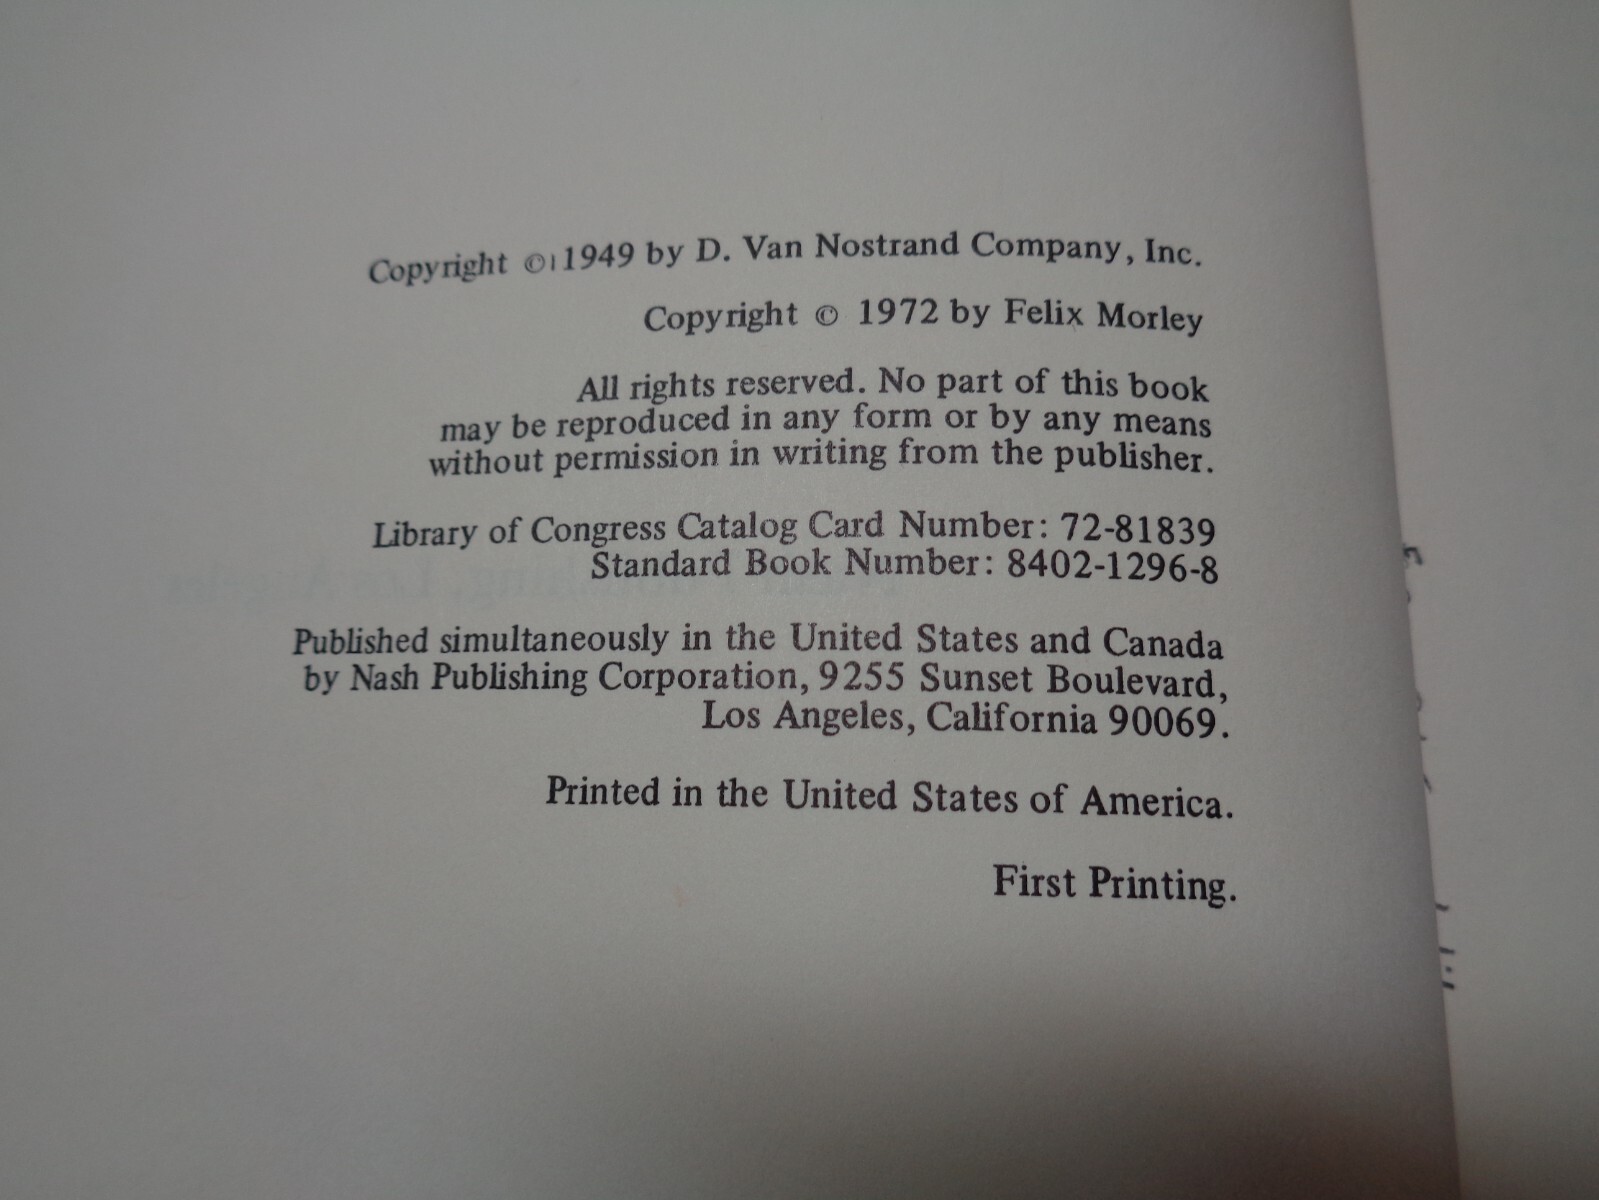 Copyright © 1949 by D. Van Nostrand Company, Inc.
Copyright © 1972 by Felix Morley
All rights reserved. No part of this book
may be reproduced in any form or by any means
without permission in writing from the publisher.
Library of Congress Catalog Card Number: 72-81839
Standard Book Number: 8402-1296-8
Published simultaneously in the United States and Canada
by Nash Publishing Corporation, 9255 Sunset Boulevard,
Los Angeles, California 90069.
Printed in the United States of America.
First Printing.